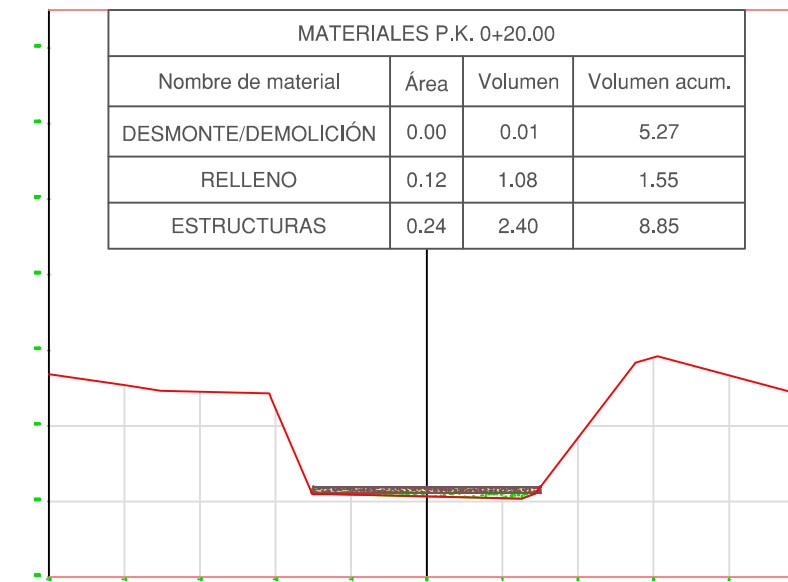 MATERIALES P.K. 0+20.00
Nombre de material Área Volumen Volumen acum.
DESMONTE/DEMOLICIÓN 0.00 0.01 5.27
RELLENO 0.12 1.08 1.55
ESTRUCTURAS 0.24 2.40 8.85